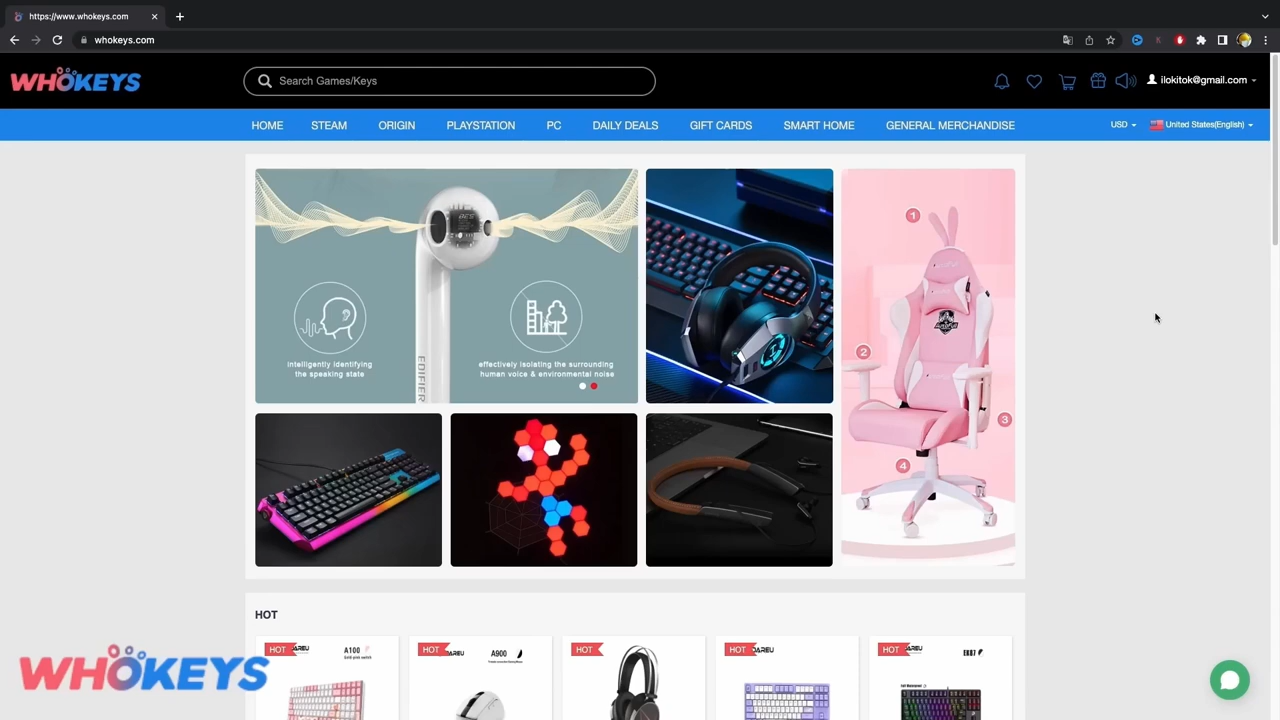 https://www.whokeys.com
whokeys.com
WHOKEYS
Search Games/Keys
ilokitok@gmail.com
HOME STEAM ORIGIN PLAYSTATION PC DAILY DEALS GIFT CARDS SMART HOME GENERAL MERCHANDISE
USD United States(English)
intelligently identifying
the speaking state
effectively isolating the surrounding
human voice & environmental noise
EDIFIER
1
2
3
4
HOT
HOT A100
HOT A900
HOT
HOT
HOT EK87
WHOKEYS